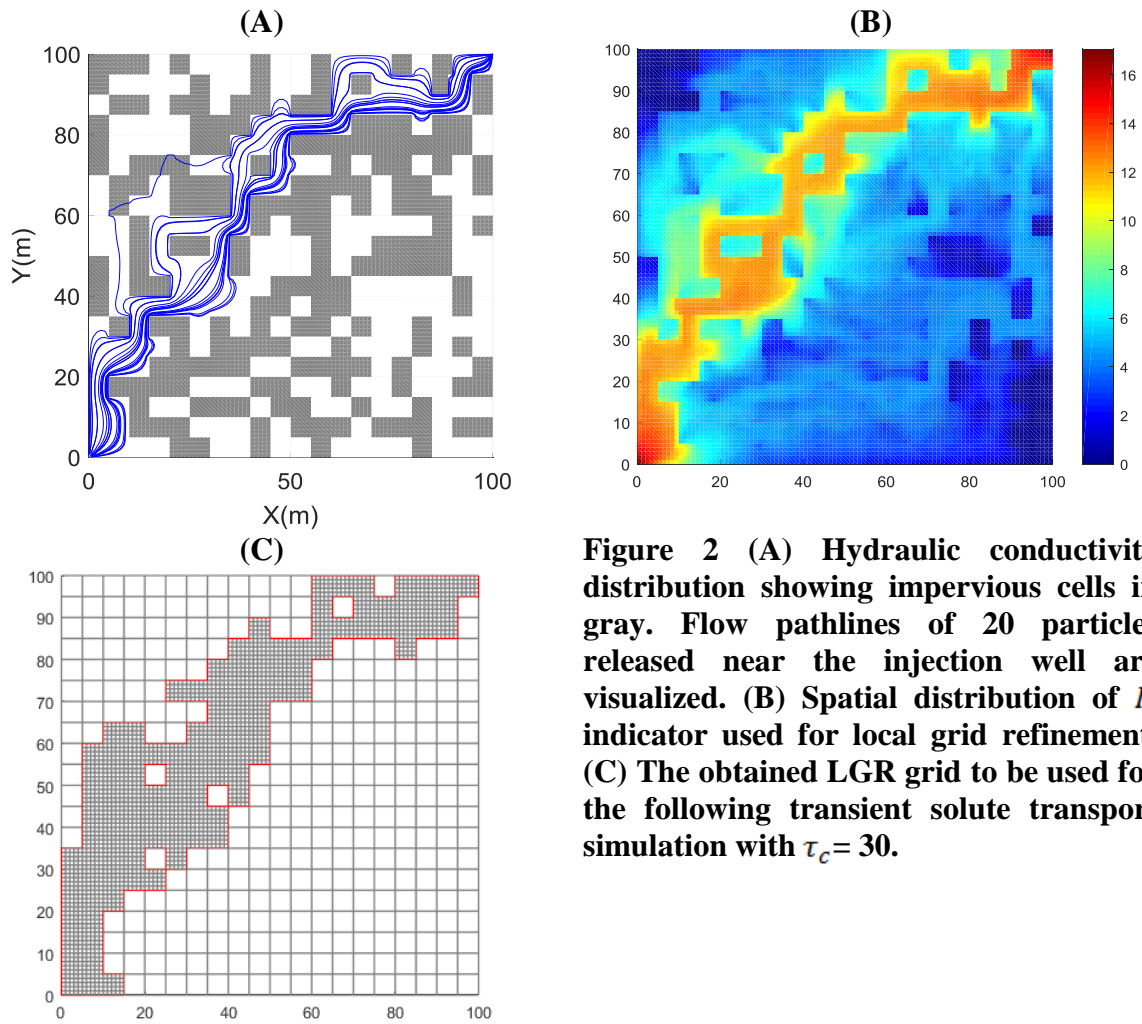 (A)
100
80
60
40
20
0
Y(m)
0 50 100
X(m)
(B)
100
90
80
70
60
50
40
30
20
10
0
0 20 40 60 80 100
16
14
12
10
8
6
4
2
0
(C)
100
90
80
70
60
50
40
30
20
10
0
0 20 40 60 80 100
Figure 2 (A) Hydraulic conductivit
distribution showing impervious cells i
gray. Flow pathlines of 20 particle
released near the injection well ar
visualized. (B) Spatial distribution of
indicator used for local grid refinement
(C) The obtained LGR grid to be used fo
the following transient solute transpor
simulation with τc= 30.